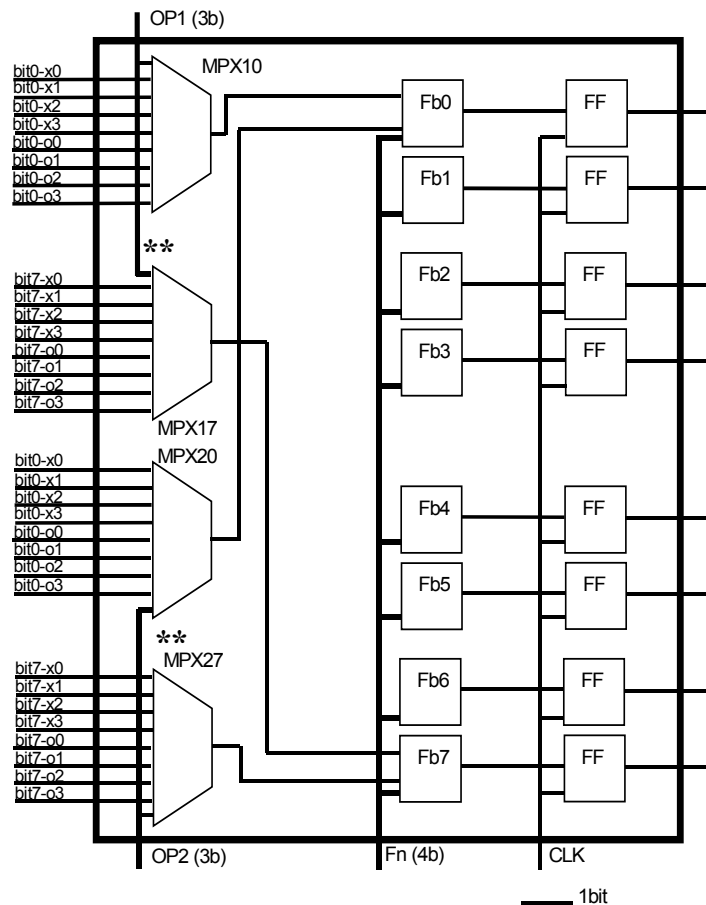 OP1 (3b)
MPX10
bit0-x0
bit0-x1
bit0-x2
bit0-x3
bit0-o0
bit0-o1
bit0-o2
bit0-o3
Fb0 FF
Fb1 FF
**
bit7-x0
bit7-x1
bit7-x2
bit7-x3
bit7-o0
bit7-o1
bit7-o2
bit7-o3
Fb2 FF
Fb3 FF
MPX17
MPX20
bit0-x0
bit0-x1
bit0-x2
bit0-x3
bit0-o0
bit0-o1
bit0-o2
bit0-o3
Fb4 FF
Fb5 FF
**
MPX27
bit7-x0
bit7-x1
bit7-x2
bit7-x3
bit7-o0
bit7-o1
bit7-o2
bit7-o3
Fb6 FF
Fb7 FF
OP2 (3b) Fn (4b) CLK
1bit